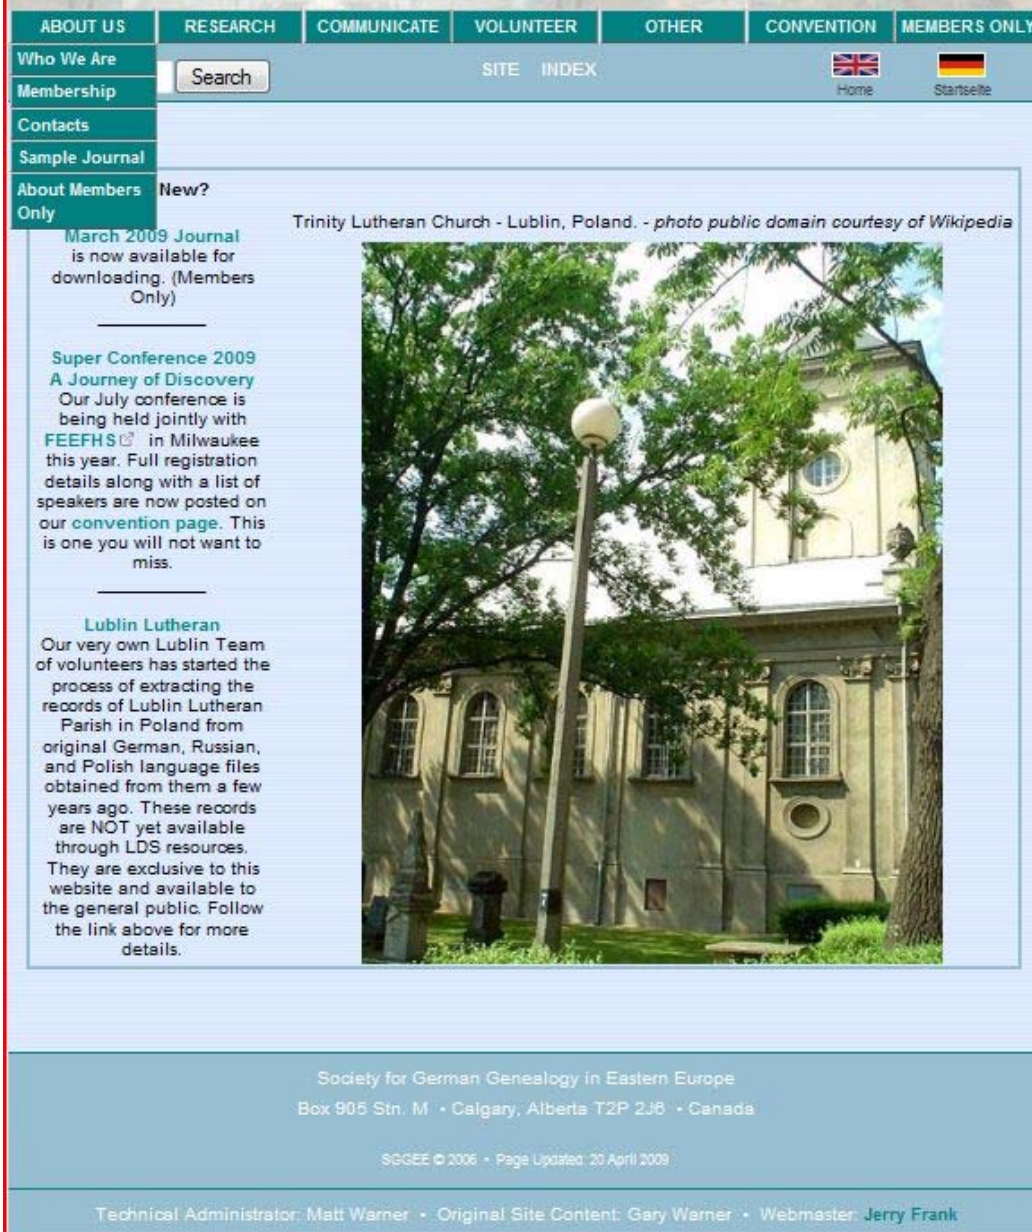 ABOUT US RESEARCH COMMUNICATE VOLUNTEER OTHER CONVENTION MEMBERS ONLY
Who We Are
Membership
Contacts
Sample Journal
About Members
Only
Search
SITE INDEX
Home
Startseite
New?
March 2009 Journal
is now available for
downloading. (Members
Only)
Super Conference 2009
A Journey of Discovery
Our July conference is
being held jointly with
FEEFHS in Milwaukee
this year. Full registration
details along with a list of
speakers are now posted on
our convention page. This
is one you will not want to
miss.
Lublin Lutheran
Our very own Lublin Team
of volunteers has started the
process of extracting the
records of Lublin Lutheran
Parish in Poland from
original German, Russian,
and Polish language files
obtained from them a few
years ago. These records
are NOT yet available
through LDS resources.
They are exclusive to this
website and available to
the general public. Follow
the link above for more
details.
Trinity Lutheran Church - Lublin, Poland. - photo public domain courtesy of Wikipedia
Society for German Genealogy in Eastern Europe
Box 905 Stn. M • Calgary, Alberta T2P 2J6 • Canada
SGGEE © 2006 • Page Updated: 20 April 2009
Technical Administrator: Matt Warner • Original Site Content: Gary Warner • Webmaster: Jerry Frank